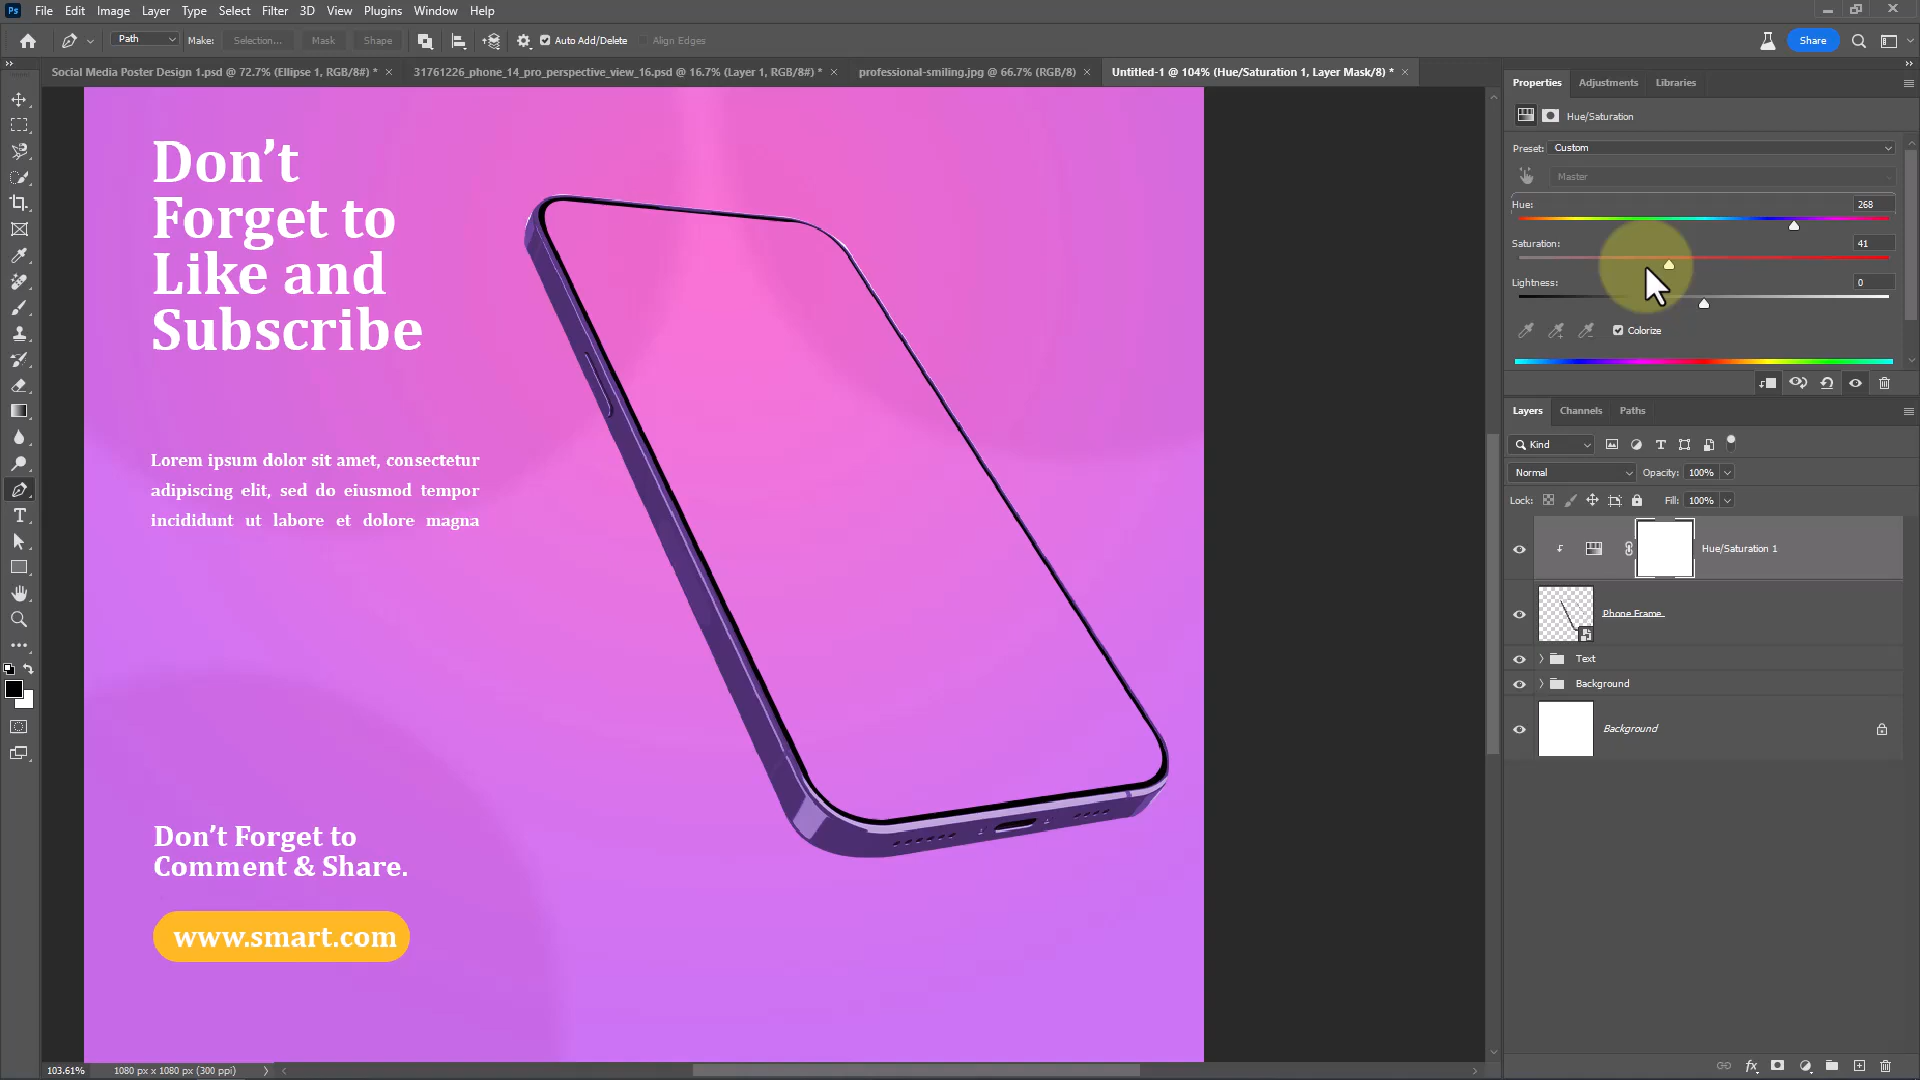 Ps File Edit Image Layer Type Select Filter 3D View Plugins Window Help
Path Make: Selection... Mask Shape Auto Add/Delete Align Edges Share
Social Media Poster Design 1.psd @ 72.7% (Ellipse 1, RGB/8#) * 31761226_phone_14_pro_perspective_view_16.psd @ 16.7% (Layer 1, RGB/8#) * professional-smiling.jpg @ 66.7% (RGB/8) Untitled-1 @ 104% (Hue/Saturation 1, Layer Mask/8) *
Don’t
Forget to
Like and
Subscribe
Lorem ipsum dolor sit amet, consectetur
adipiscing elit, sed do eiusmod tempor
incididunt ut labore et dolore magna
Don’t Forget to
Comment & Share.
www.smart.com
Properties Adjustments Libraries
Hue/Saturation
Preset: Custom
Master
Hue: 268
Saturation: 41
Lightness: 0
Colorize
Layers Channels Paths
Kind
Normal Opacity: 100%
Lock: Fill: 100%
Hue/Saturation 1
Phone Frame
Text
Background
Background
103.61% 1080 px x 1080 px (300 ppi)